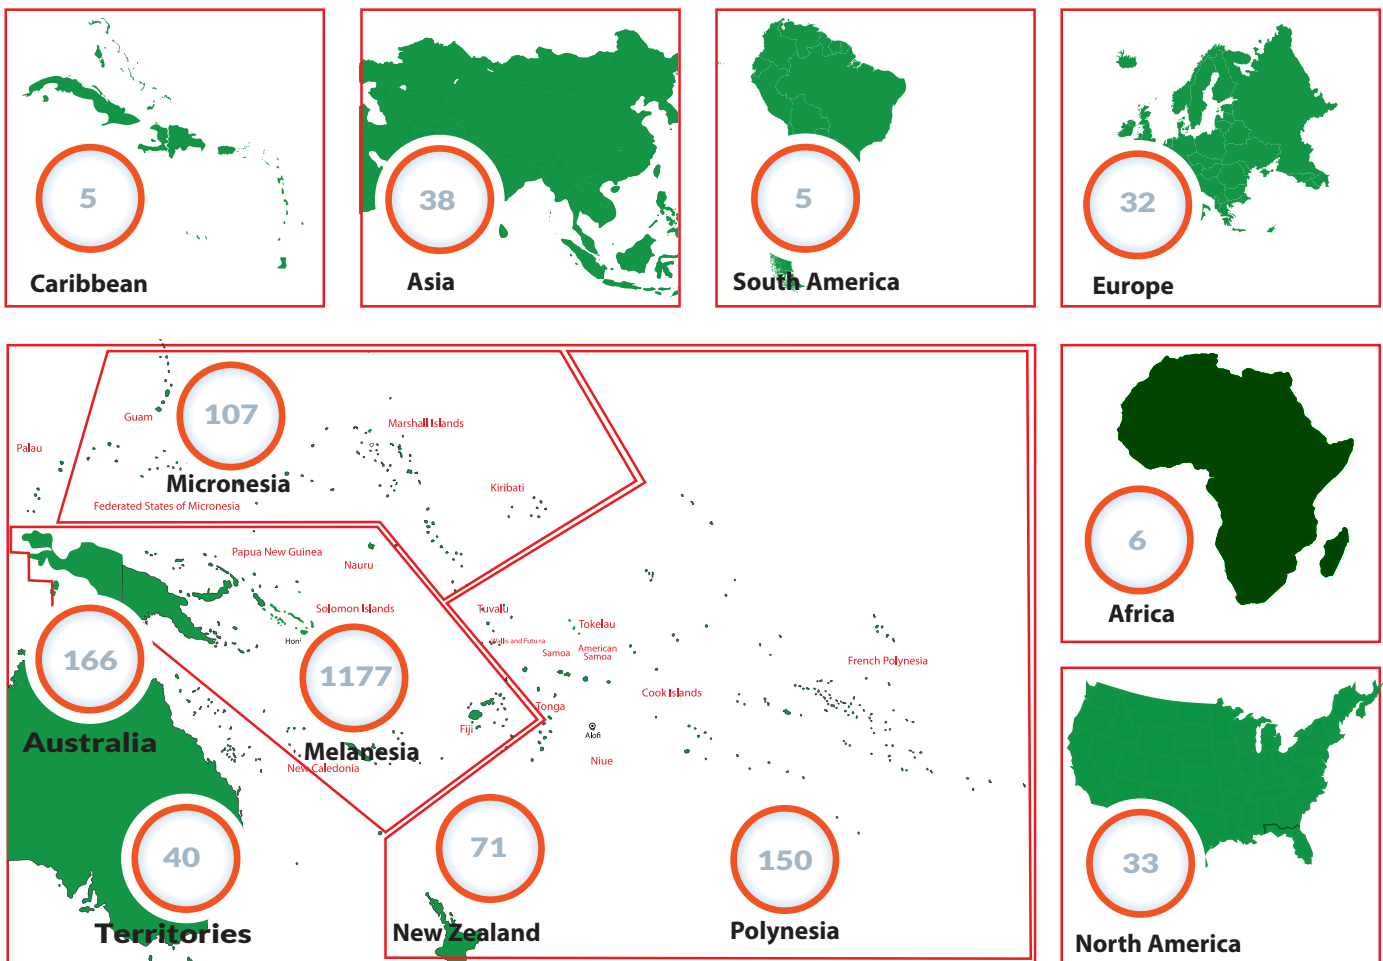 5
Caribbean
38
Asia
5
South America
32
Europe
107
Guam
Marshall Islands
Palau
Micronesia
Kiribati
Federated States of Micronesia
Papua New Guinea
Nauru
Solomon Islands
Tuvalu
Tokelau
Wallis and Futuna
Samoa
American
Samoa
French Polynesia
166
1177
Cook Islands
Tonga
Fiji
Alofi
Australia
Melanesia
New Caledonia
Niue
40
71
150
Territories
New Zealand
Polynesia
6
Africa
33
North America